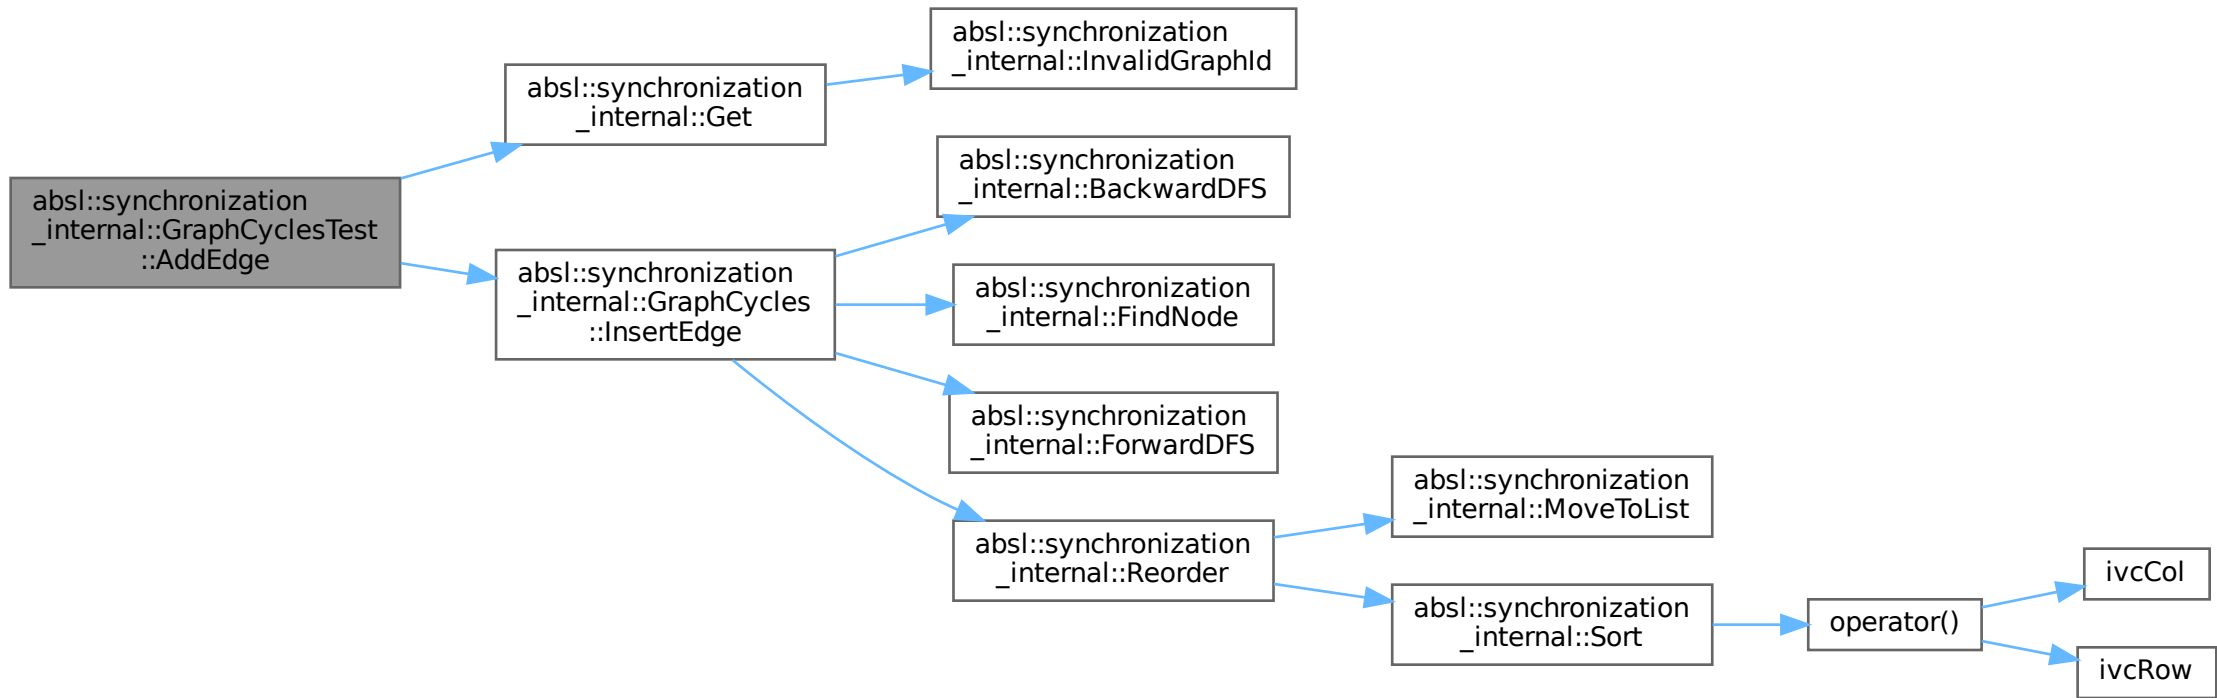 absl::synchronization
_internal::GraphCyclesTest
::AddEdge
absl::synchronization
_internal::Get
absl::synchronization
_internal::InvalidGraphId
absl::synchronization
_internal::GraphCycles
::InsertEdge
absl::synchronization
_internal::BackwardDFS
absl::synchronization
_internal::FindNode
absl::synchronization
_internal::ForwardDFS
absl::synchronization
_internal::Reorder
absl::synchronization
_internal::MoveToList
absl::synchronization
_internal::Sort
operator()
ivcCol
ivcRow